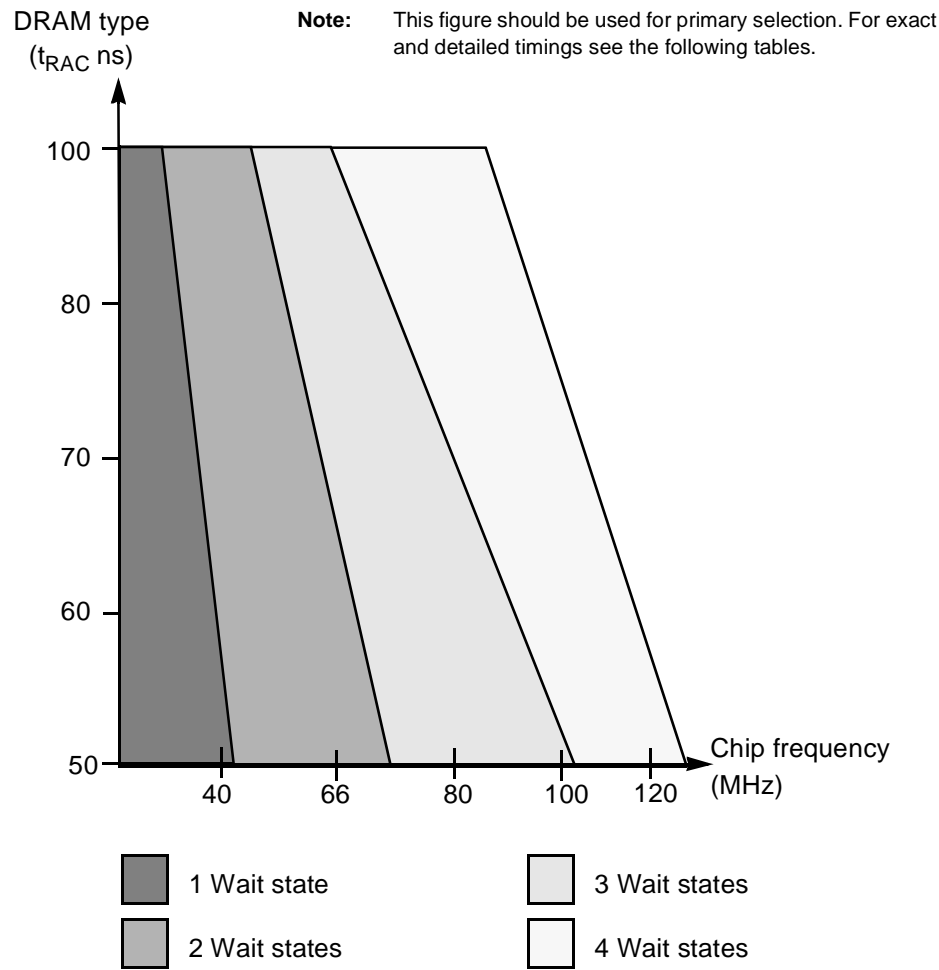 DRAM type
(tRAC ns)
Note: This figure should be used for primary selection. For exact
and detailed timings see the following tables.
100
80
70
60
50
40 66 80 100 120
Chip frequency
(MHz)
1 Wait state
2 Wait states
3 Wait states
4 Wait states